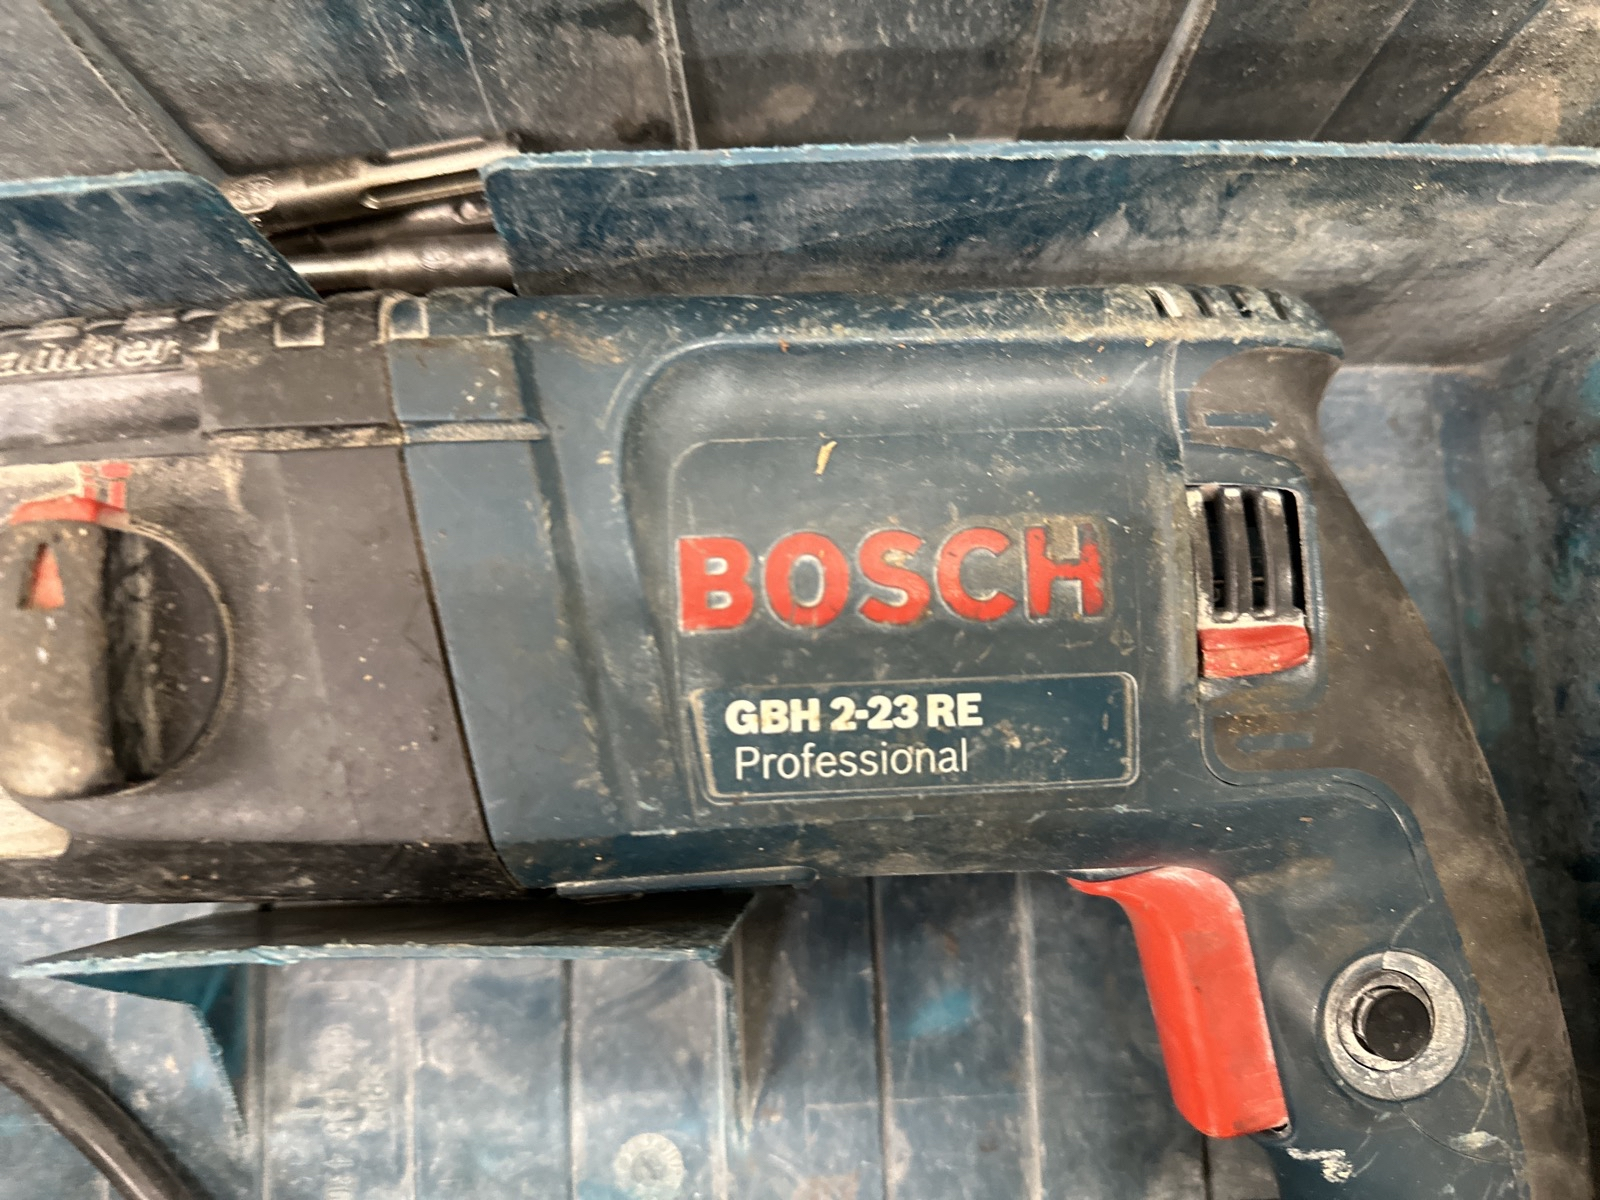 BOSCH
GBH 2-23 RE
Professional